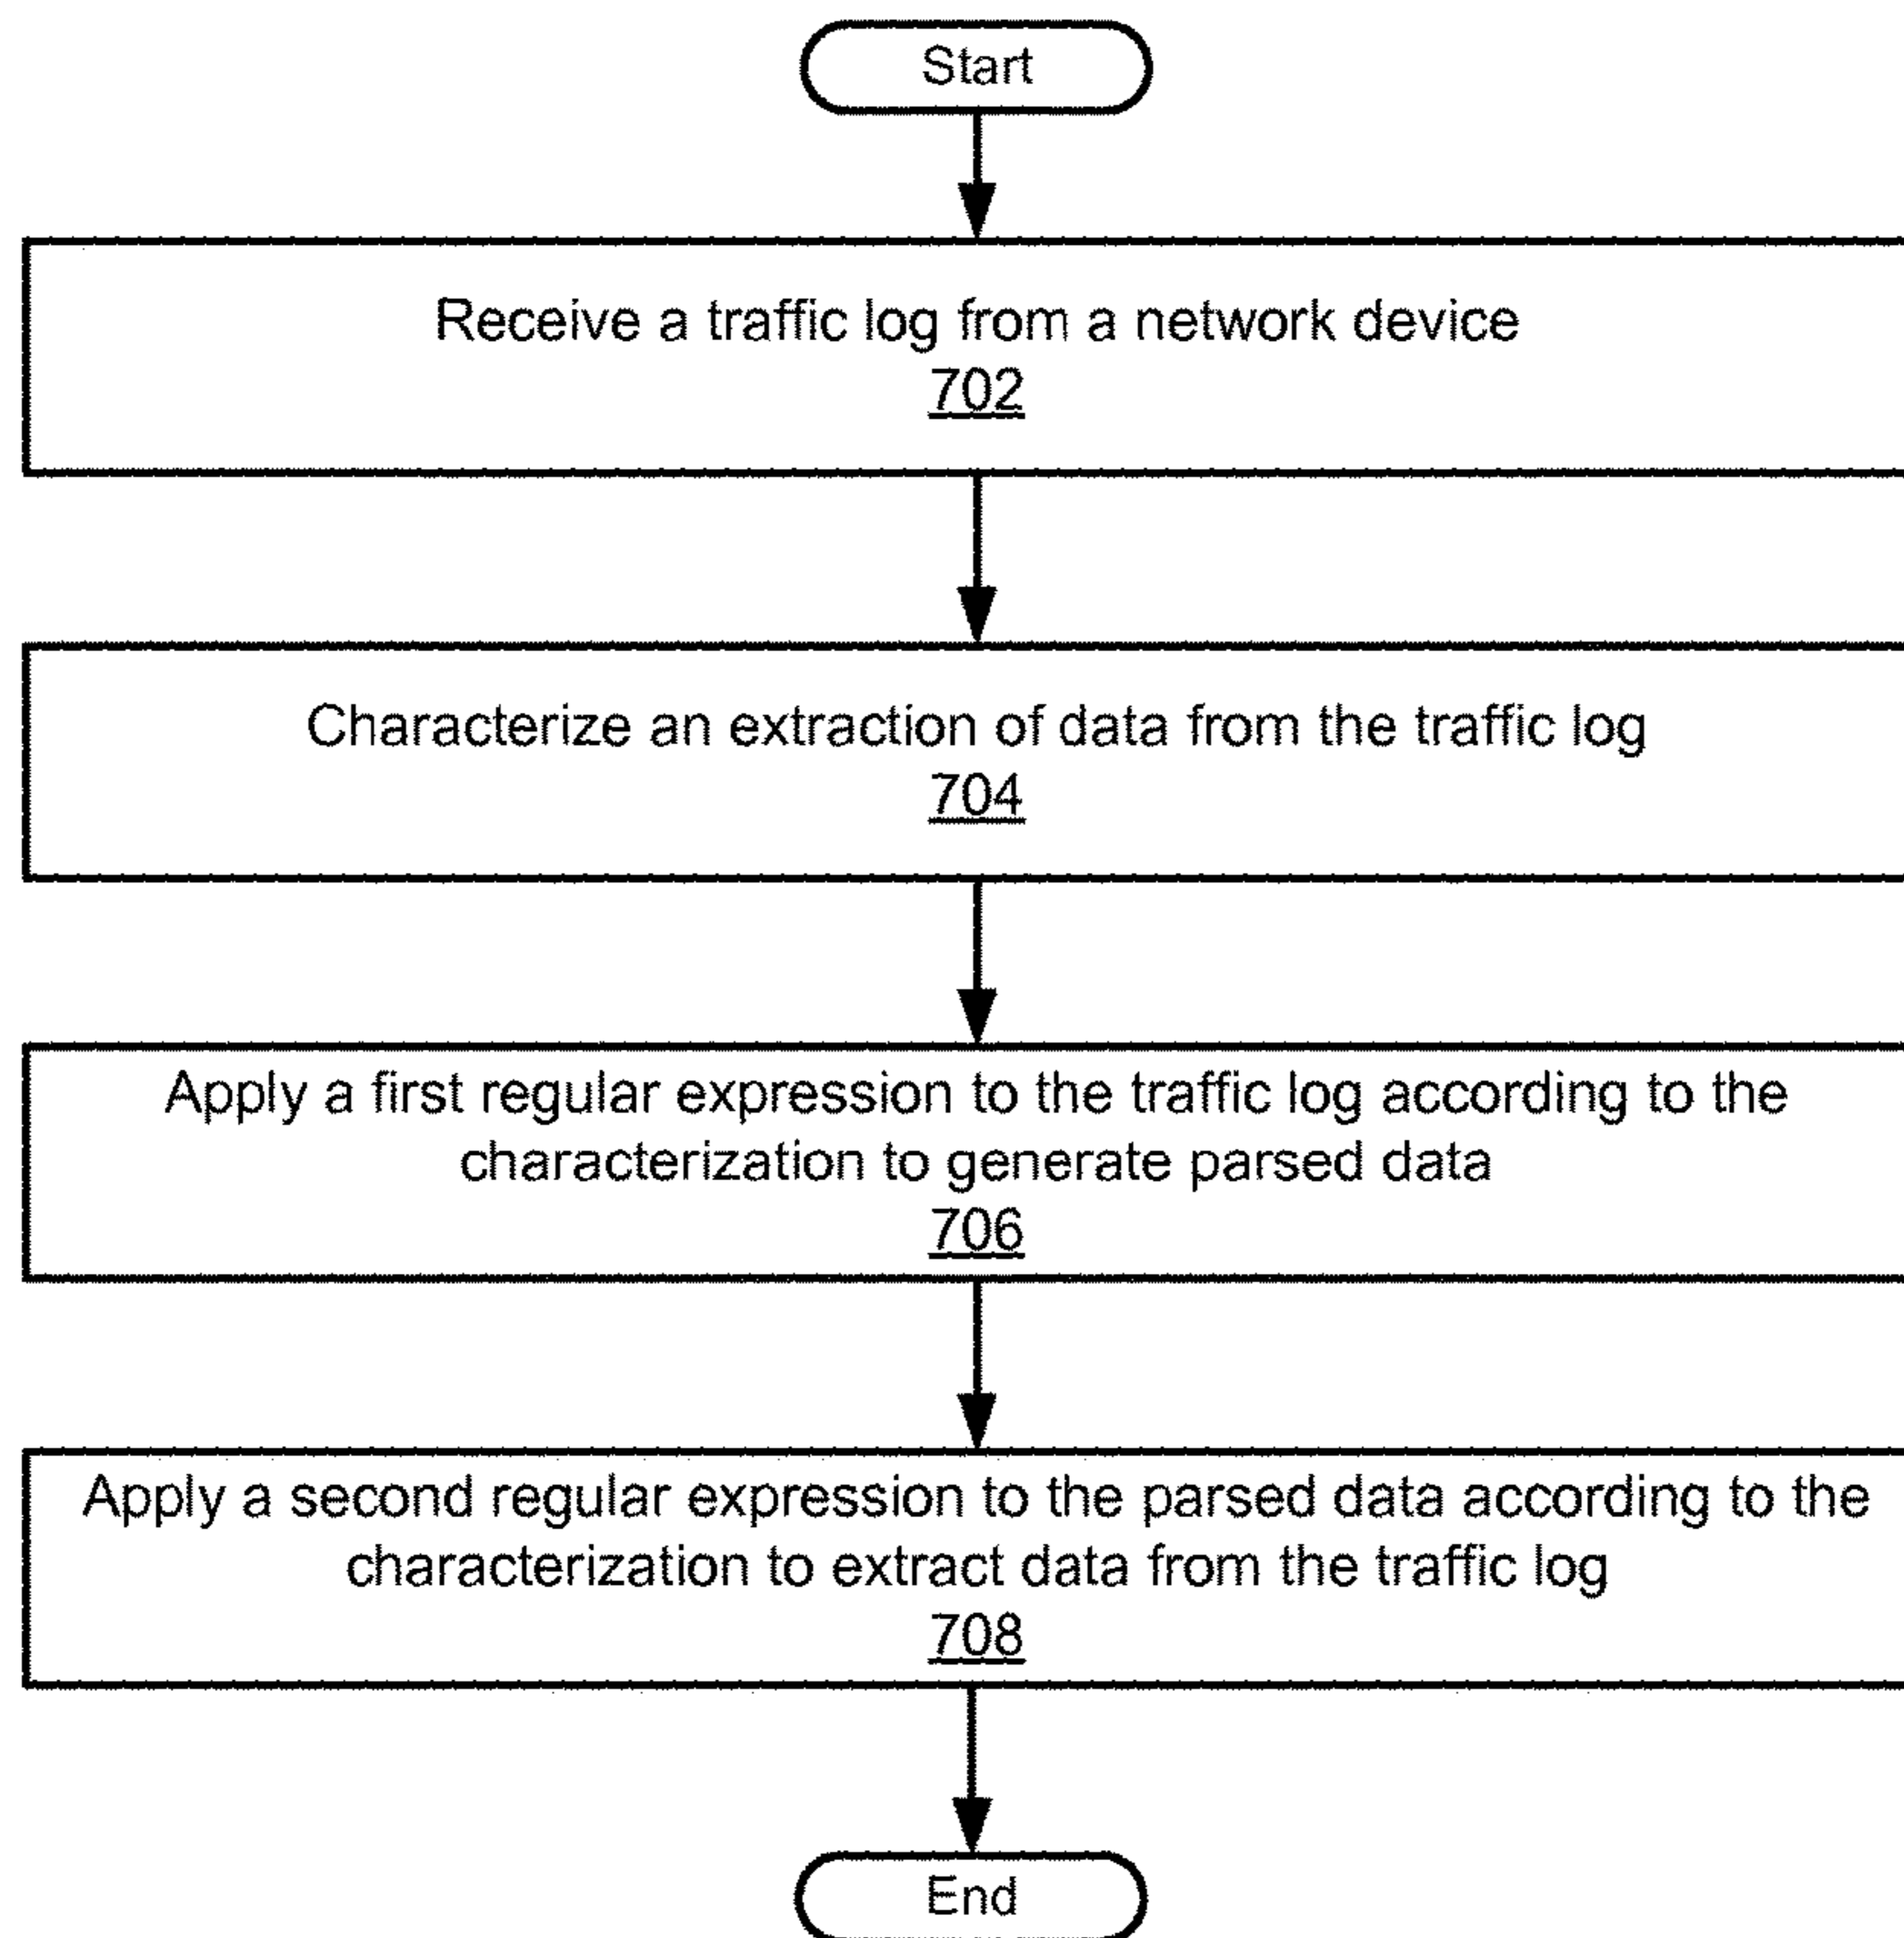 Start
Receive a traffic log from a network device
702
Characterize an extraction of data from the traffic log
704
Apply a first regular expression to the traffic log according to the
characterization to generate parsed data
706
Apply a second regular expression to the parsed data according to the
characterization to extract data from the traffic log
708
End